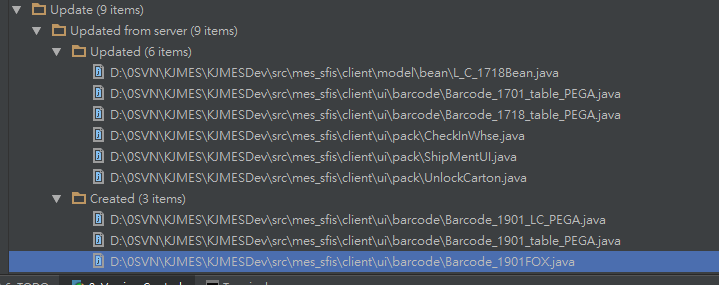 Update (9 items)
Updated from server (9 items)
Updated (6 items)
D:\0SVN\KJMES\KJMESDev\src\mes_sfis\client\model\bean\L_C_1718Bean.java
D:\0SVN\KJMES\KJMESDev\src\mes_sfis\client\ui\barcode\Barcode_1701_table_PEGA.java
D:\0SVN\KJMES\KJMESDev\src\mes_sfis\client\ui\barcode\Barcode_1718_table_PEGA.java
D:\0SVN\KJMES\KJMESDev\src\mes_sfis\client\ui\pack\CheckInWhse.java
D:\0SVN\KJMES\KJMESDev\src\mes_sfis\client\ui\pack\ShipMentUI.java
D:\0SVN\KJMES\KJMESDev\src\mes_sfis\client\ui\pack\UnlockCarton.java
Created (3 items)
D:\0SVN\KJMES\KJMESDev\src\mes_sfis\client\ui\barcode\Barcode_1901_LC_PEGA.java
D:\0SVN\KJMES\KJMESDev\src\mes_sfis\client\ui\barcode\Barcode_1901_table_PEGA.java
D:\0SVN\KJMES\KJMESDev\src\mes_sfis\client\ui\barcode\Barcode_1901FOX.java